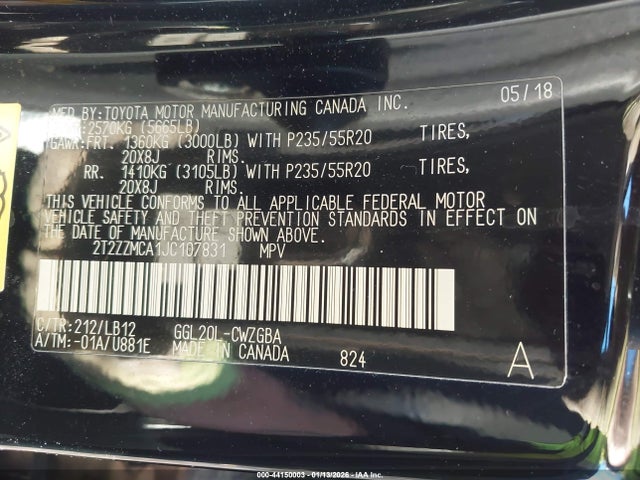 MFD.BY: TOYOTA MOTOR MANUFACTURING CANADA INC. 05/18
2570KG (5665LB)
GAWR:FRT. 1360KG (3000LB) WITH P235/55R20 TIRES,
20X8J RIMS.
RR. 1410KG (3105LB) WITH P235/55R20 TIRES,
20X8J RIMS.
THIS VEHICLE CONFORMS TO ALL APPLICABLE FEDERAL MOTOR
VEHICLE SAFETY AND THEFT PREVENTION STANDARDS IN EFFECT ON
THE DATE OF MANUFACTURE SHOWN ABOVE.
2T2ZZMCA1JC107831 MPV
C/TR:212/LB12 GGL20L-CWZGBA
A/TM:-01A/U881E MADE IN CANADA 824 A
000-44150003 - 01/13/2026 - IAA Inc.